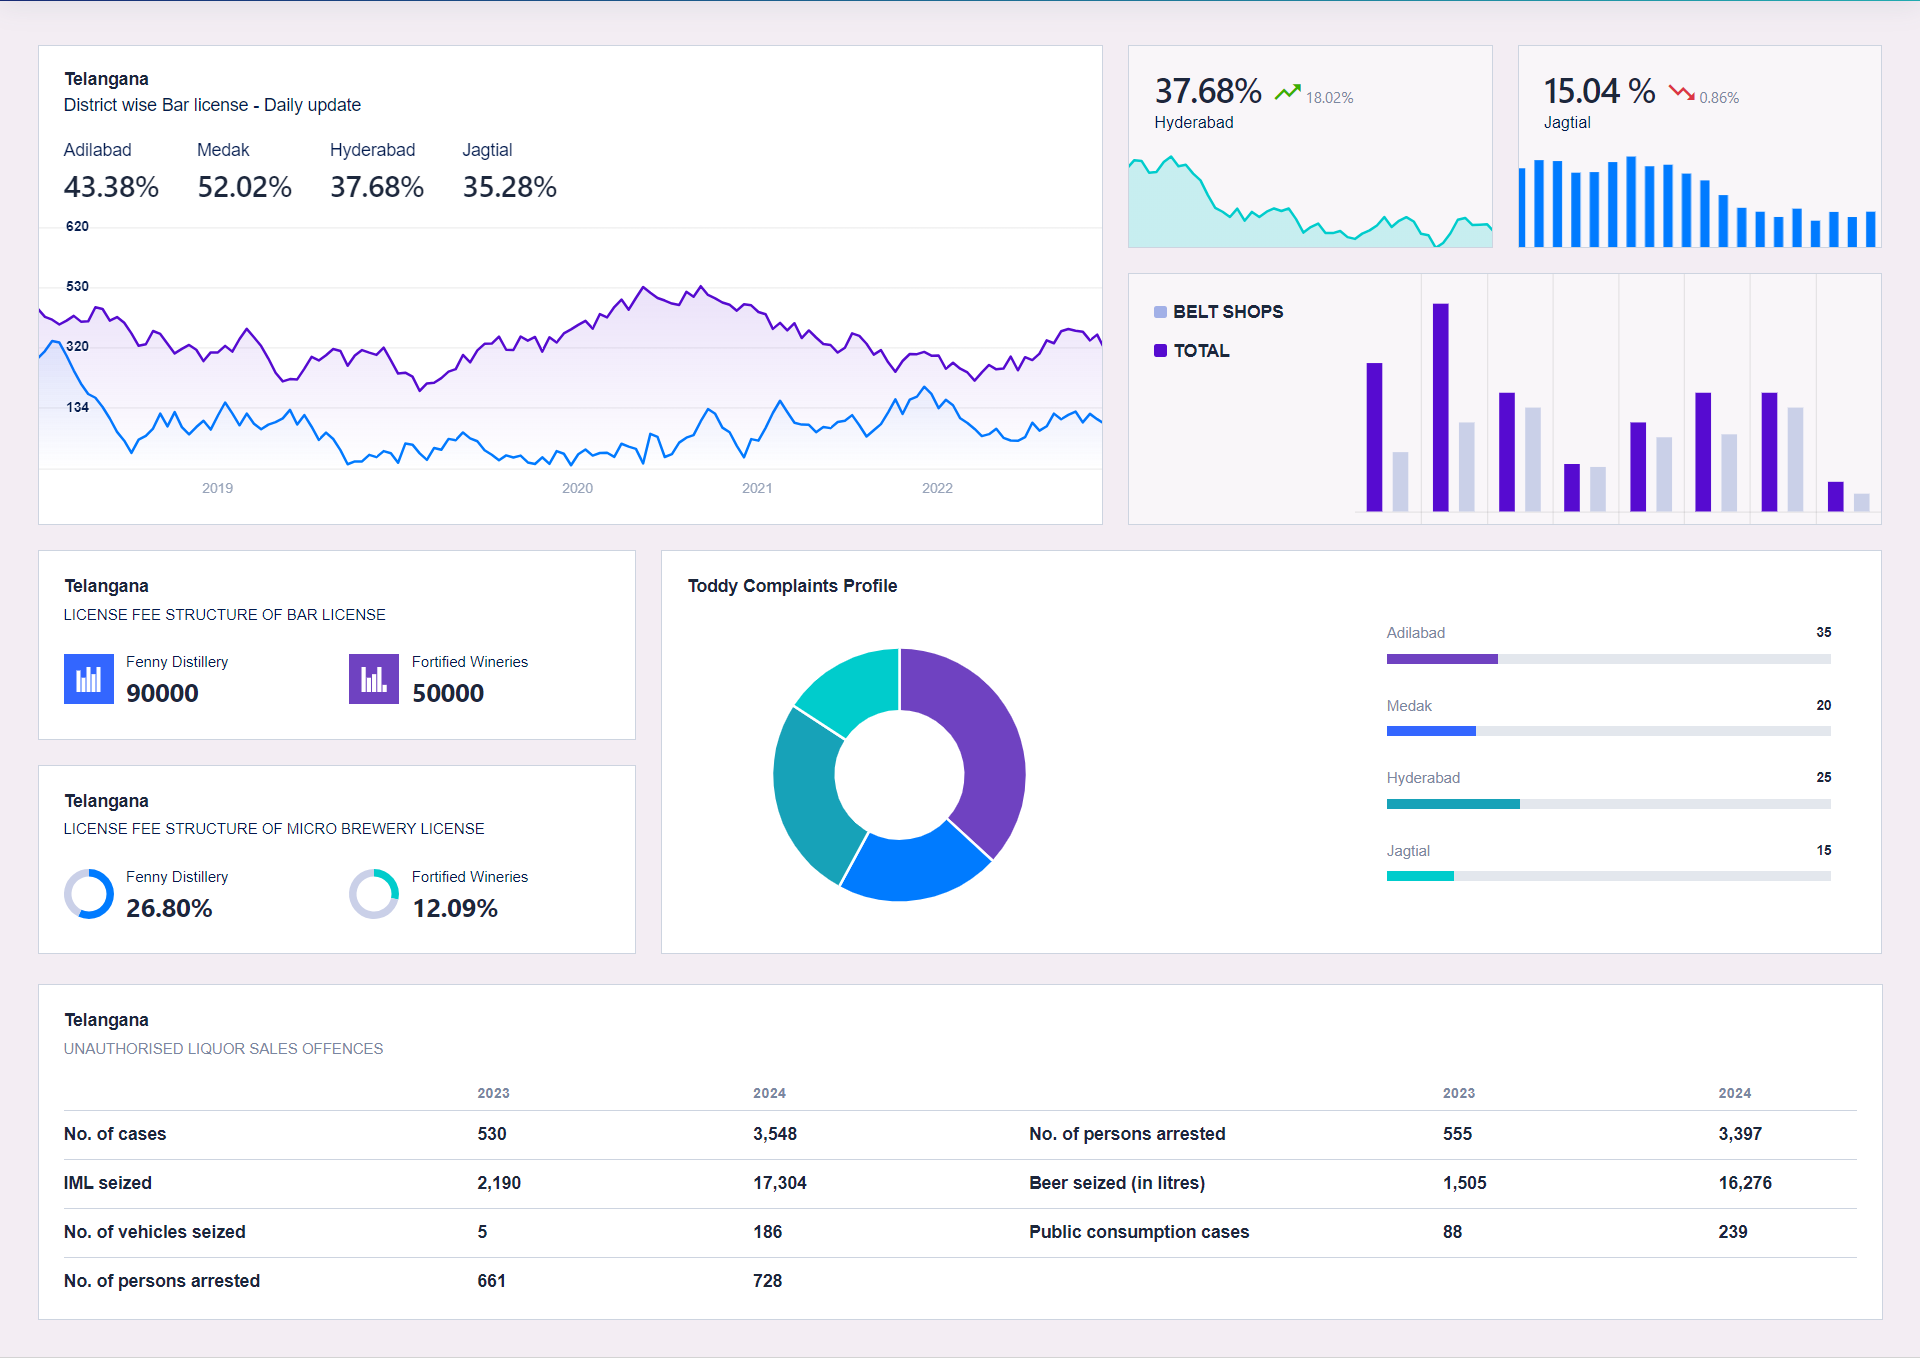 Telangana
District wise Bar license - Daily update
Adilabad Medak Hyderabad Jagtial
43.38% 52.02% 37.68% 35.28%
620
530
320
134
2019 2020 2021 2022
37.68% 18.02%
Hyderabad
15.04 % 0.86%
Jagtial
BELT SHOPS
TOTAL
Telangana
LICENSE FEE STRUCTURE OF BAR LICENSE
Fenny Distillery
90000
Fortified Wineries
50000
Telangana
LICENSE FEE STRUCTURE OF MICRO BREWERY LICENSE
Fenny Distillery
26.80%
Fortified Wineries
12.09%
Toddy Complaints Profile
Adilabad 35
Medak 20
Hyderabad 25
Jagtial 15
Telangana
UNAUTHORISED LIQUOR SALES OFFENCES
2023 2024 2023 2024
No. of cases 530 3,548 No. of persons arrested 555 3,397
IML seized 2,190 17,304 Beer seized (in litres) 1,505 16,276
No. of vehicles seized 5 186 Public consumption cases 88 239
No. of persons arrested 661 728